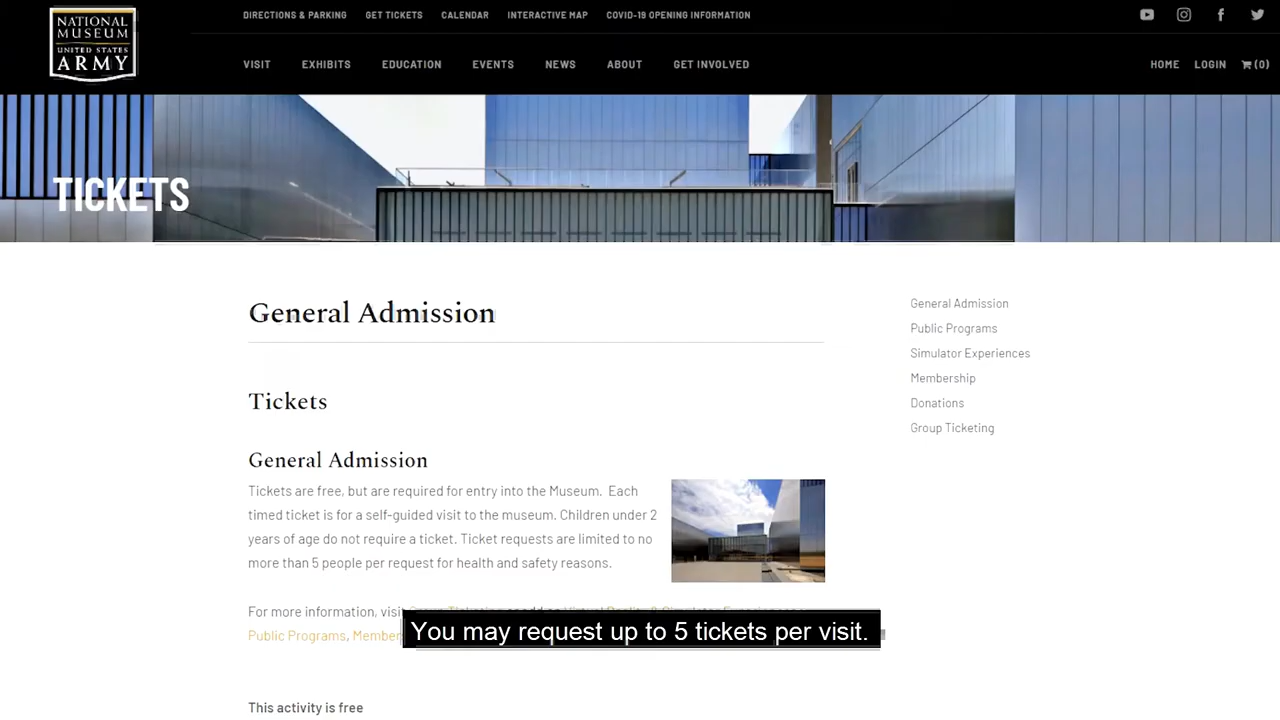 NATIONAL
MUSEUM
UNITED STATES
ARMY
DIRECTIONS & PARKING GET TICKETS CALENDAR INTERACTIVE MAP COVID-19 OPENING INFORMATION
VISIT EXHIBITS EDUCATION EVENTS NEWS ABOUT GET INVOLVED
HOME LOGIN (0)
TICKETS
General Admission
Tickets
General Admission
Tickets are free, but are required for entry into the Museum. Each
timed ticket is for a self-guided visit to the museum. Children under 2
years of age do not require a ticket. Ticket requests are limited to no
more than 5 people per request for health and safety reasons.
For more information, visit
Public Programs,
You may request up to 5 tickets per visit.
This activity is free
General Admission
Public Programs
Simulator Experiences
Membership
Donations
Group Ticketing